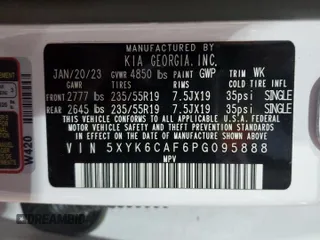 MANUFACTURED BY
KIA GEORGIA, INC.
JAN/20/23 GVWR 4850 lbs PAINT GWP TRIM WK
COLD TIRE INFL
FRONT 2777 lbs 235/55R19 7.5JX19 35psi SINGLE
REAR 2645 lbs 235/55R19 7.5JX19 35psi SINGLE
THIS VEHICLE CONFORMS TO ALL APPLICABLE FEDERAL
MOTOR VEHICLE SAFETY AND THEFT PREVENTION
STANDARDS IN EFFECT ON THE DATE OF MANUFACTURE
SHOWN ABOVE.
VIN 5XYK6CAF6PG095888
MPV
W420